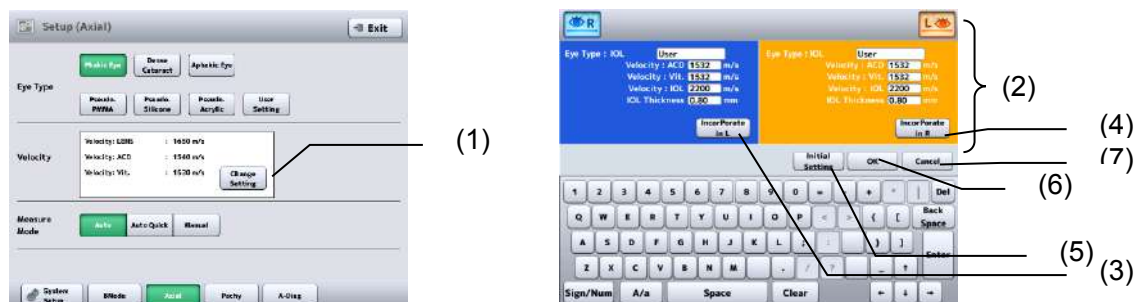 Setup (Axial)
Exit
Eye Type
Phakic Eye
Dense Cataract
Aphakic Eye
Pseudo. PMMA
Pseudo. Silicone
Pseudo. Acrylic
User Setting
Velocity
Velocity: LENS : 1650 m/s
Velocity: ACD : 1540 m/s
Velocity: Vit. : 1530 m/s
Change Setting
(1)
Measure Mode
Auto
Auto Quick
Manual
System Setup
BMode
Axial
Pachy
A-Diag
R
L
Eye Type : IOL User
Velocity : ACD 1532 m/s
Velocity : Vit. 1532 m/s
Velocity : IOL 2200 m/s
IOL Thickness 0.80 mm
IncorPorate in L
Eye Type : IOL User
Velocity : ACD 1532 m/s
Velocity : Vit. 1532 m/s
Velocity : IOL 2200 m/s
IOL Thickness 0.80 mm
IncorPorate in R
(2)
(4)
(7)
Initial Setting
OK
Cancel
(6)
1 2 3 4 5 6 7 8 9 0 = - + * | Del
Q W E R T Y U I O P < > { [ Back Space
A S D F G H J K L ; : } ] Enter
Z X C V B N M , . / ? _ ↑
(5)
(3)
Sign/Num A/a Space Clear ← ↓ →